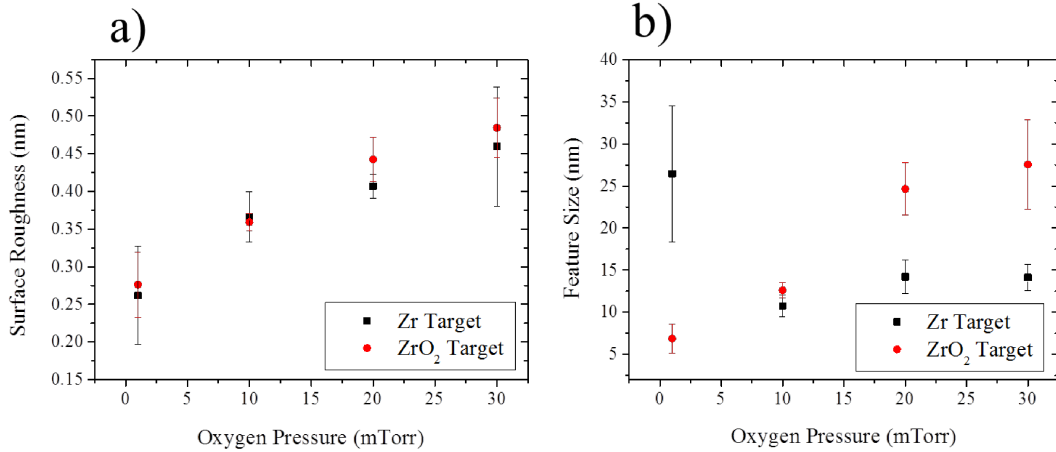 a)
Surface Roughness (nm)
0.55
0.50
0.45
0.40
0.35
0.30
0.25
0.20
0.15
0 5 10 15 20 25 30
Oxygen Pressure (mTorr)
Zr Target
ZrO₂ Target
b)
Feature Size (nm)
40
35
30
25
20
15
10
5
0 5 10 15 20 25 30
Oxygen Pressure (mTorr)
Zr Target
ZrO₂ Target